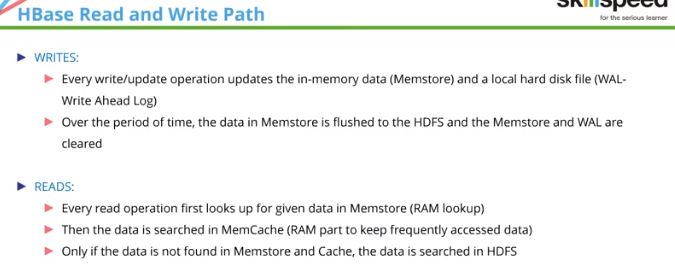 HBase Read and Write Path
skillspeed
for the serious learner
WRITES:
Every write/update operation updates the in-memory data (Memstore) and a local hard disk file (WAL-
Write Ahead Log)
Over the period of time, the data in Memstore is flushed to the HDFS and the Memstore and WAL are
cleared
READS:
Every read operation first looks up for given data in Memstore (RAM lookup)
Then the data is searched in MemCache (RAM part to keep frequently accessed data)
Only if the data is not found in Memstore and Cache, the data is searched in HDFS